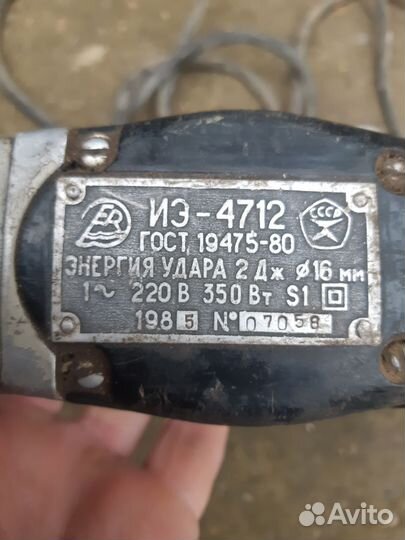 ИЭ-4712
СССР
ГОСТ 19475-80
ЭНЕРГИЯ УДАРА 2 Дж ø16 мм
1~ 220 В 350 Вт S1
1985 № 07058
Avito